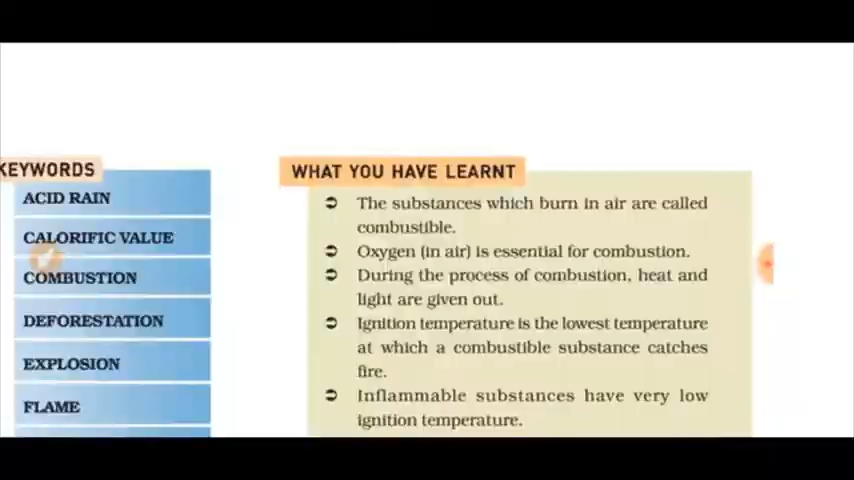 KEYWORDS
ACID RAIN
CALORIFIC VALUE
COMBUSTION
DEFORESTATION
EXPLOSION
FLAME
WHAT YOU HAVE LEARNT
➲ The substances which burn in air are called
combustible.
➲ Oxygen (in air) is essential for combustion.
➲ During the process of combustion, heat and
light are given out.
➲ Ignition temperature is the lowest temperature
at which a combustible substance catches
fire.
➲ Inflammable substances have very low
ignition temperature.